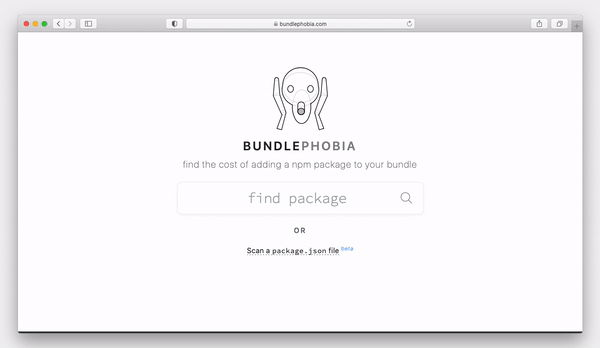 bundlephobia.com
BUNDLEPHOBIA
find the cost of adding a npm package to your bundle
find package
OR
Scan a package.json file beta